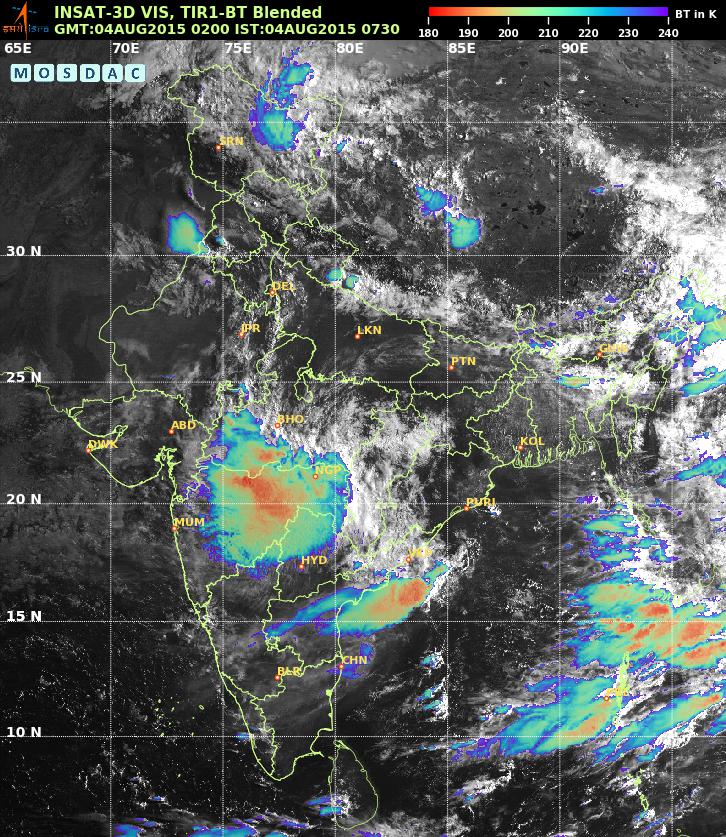 INSAT-3D VIS, TIR1-BT Blended
GMT:04AUG2015 0200 IST:04AUG2015 0730
BT in K
180 190 200 210 220 230 240
65E 70E 75E 80E 85E 90E
MOSDAC
SRN
30 N
DEL
JPR LKN
PTN
25 N
ABD BHO
DWK KOL
NGP
20 N PURI
MUM
HYD
15 N
CHN
BLR
10 N